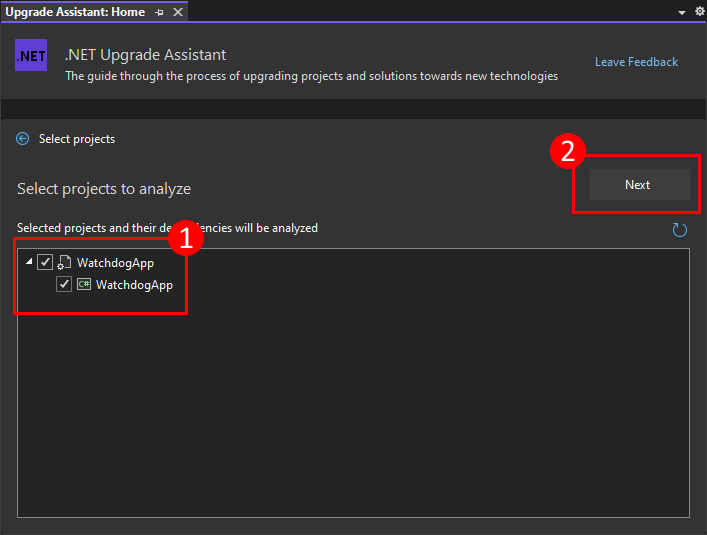 Upgrade Assistant: Home
.NET
.NET Upgrade Assistant
The guide through the process of upgrading projects and solutions towards new technologies
Leave Feedback
Select projects
2
Select projects to analyze
Next
Selected projects and their de encies will be analyzed
1
WatchdogApp
C#
WatchdogApp